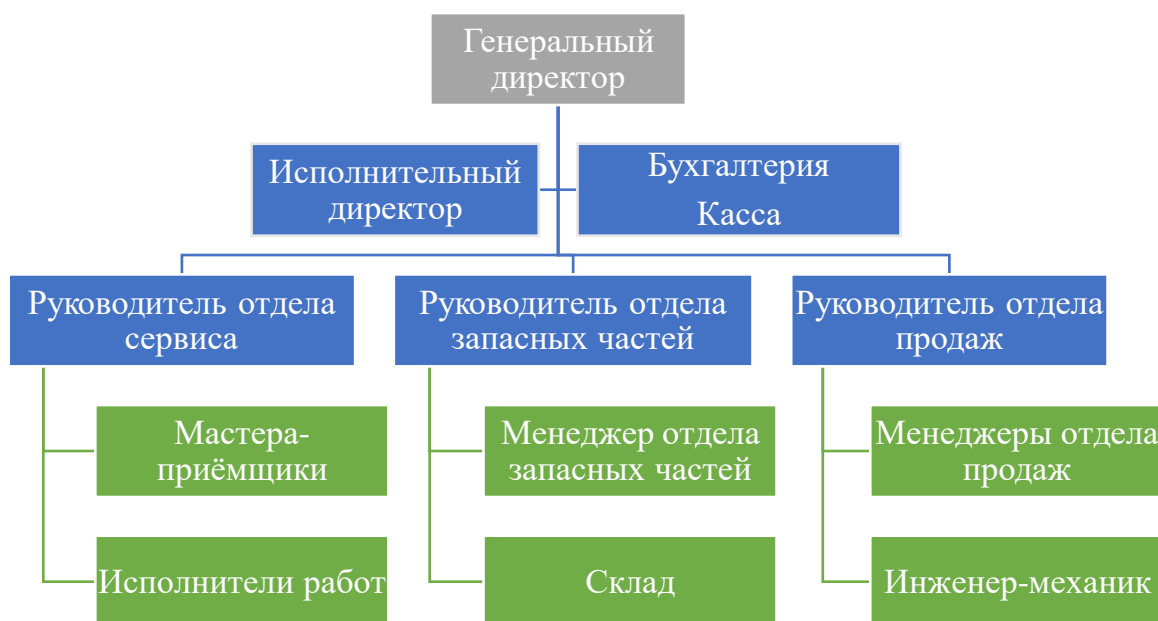 Генеральный
директор
Исполнительный
директор
Бухгалтерия
Касса
Руководитель отдела
сервиса
Руководитель отдела
запасных частей
Руководитель отдела
продаж
Мастера-
приёмщики
Менеджер отдела
запасных частей
Менеджеры отдела
продаж
Исполнители работ
Склад
Инженер-механик